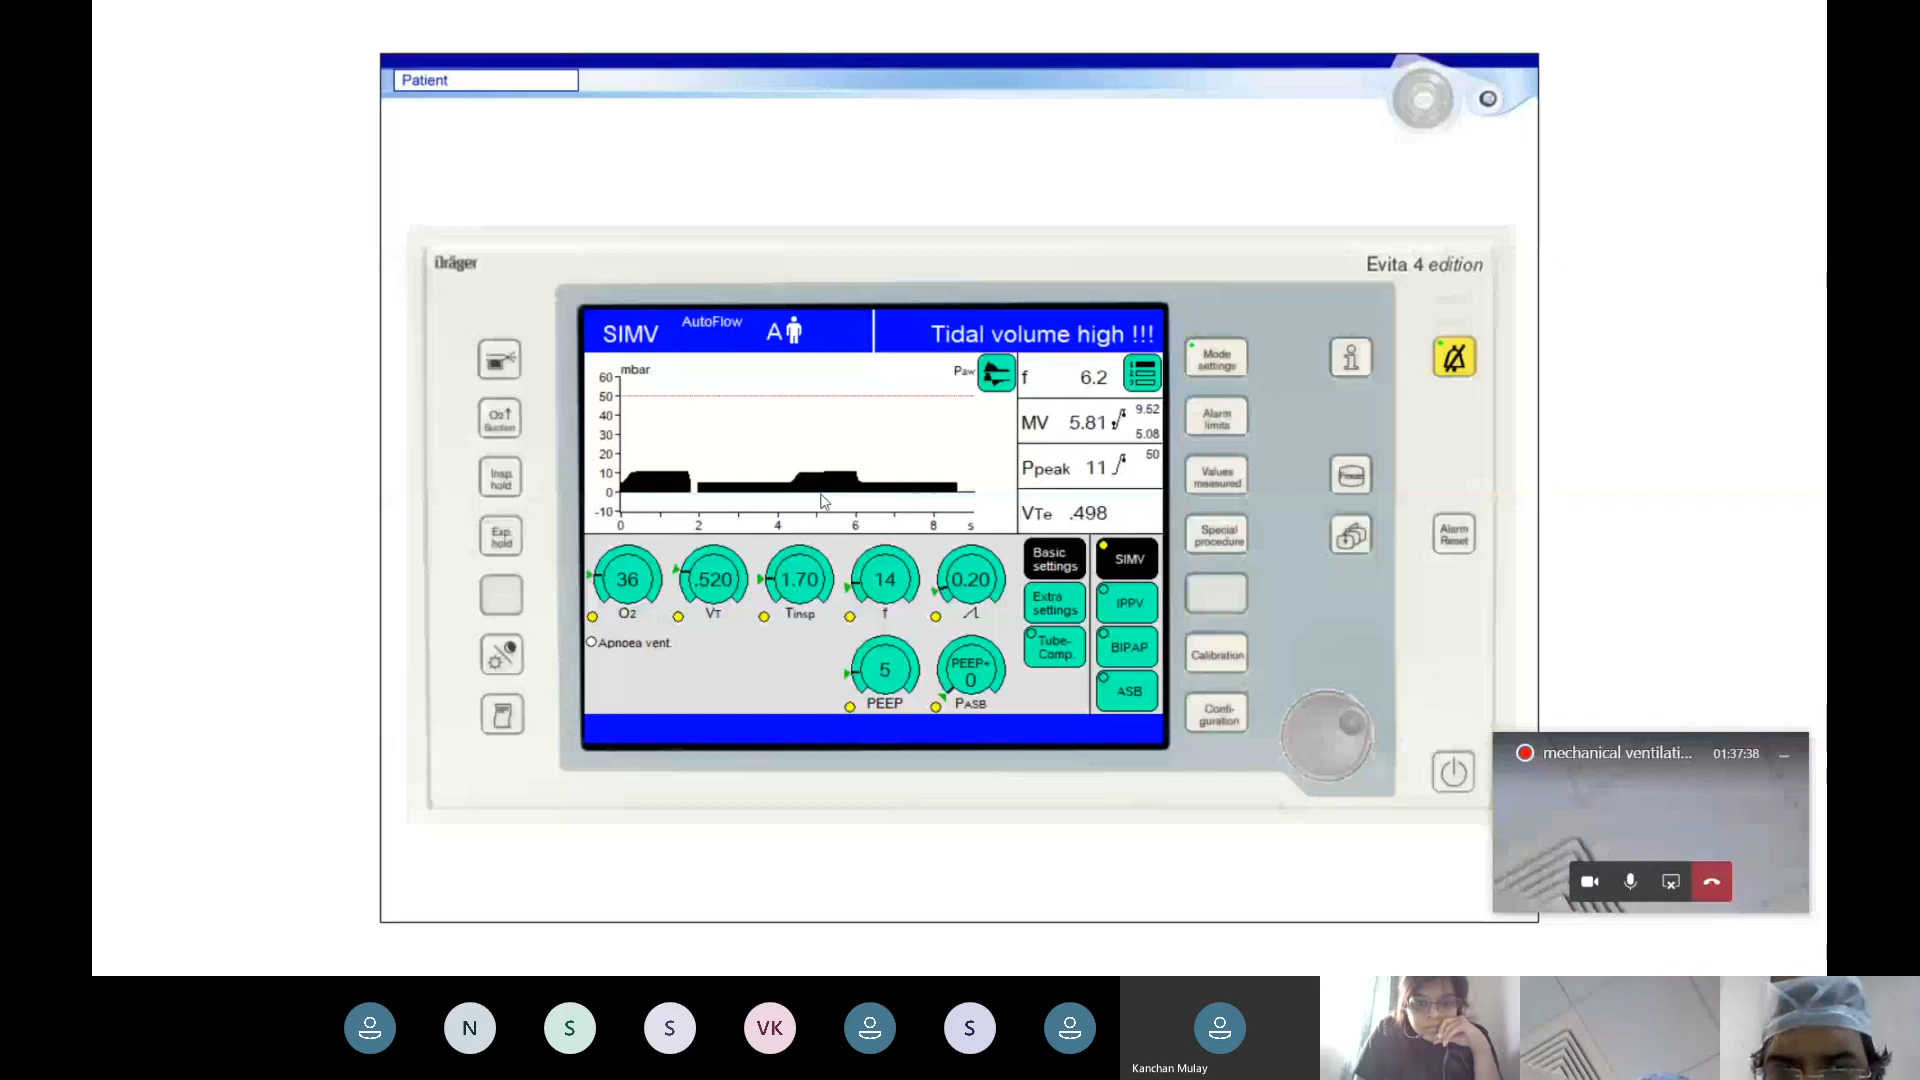 Patient
Dräger
Evita 4 edition
SIMV
AutoFlow
A
Tidal volume high !!!
mbar
Paw
60
50
40
30
20
10
0
-10
0
2
4
6
8
s
f
6.2
MV
5.81
9.52
5.08
Ppeak
11
50
VTe
.498
36
O2
.520
VT
1.70
Tinsp
14
f
0.20
Apnoea vent.
5
PEEP
PEEP+
0
PASB
Basic
settings
Extra
settings
Tube-
Comp.
SIMV
IPPV
BIPAP
ASB
O2↑
Suction
Insp.
hold
Exp.
hold
Mode
settings
Alarm
limits
Values
measured
Special
procedure
Calibration
Confi-
guration
Freeze
Alarm
Reset
mechanical ventilati...
01:37:38
N
S
S
VK
S
Kanchan Mulay